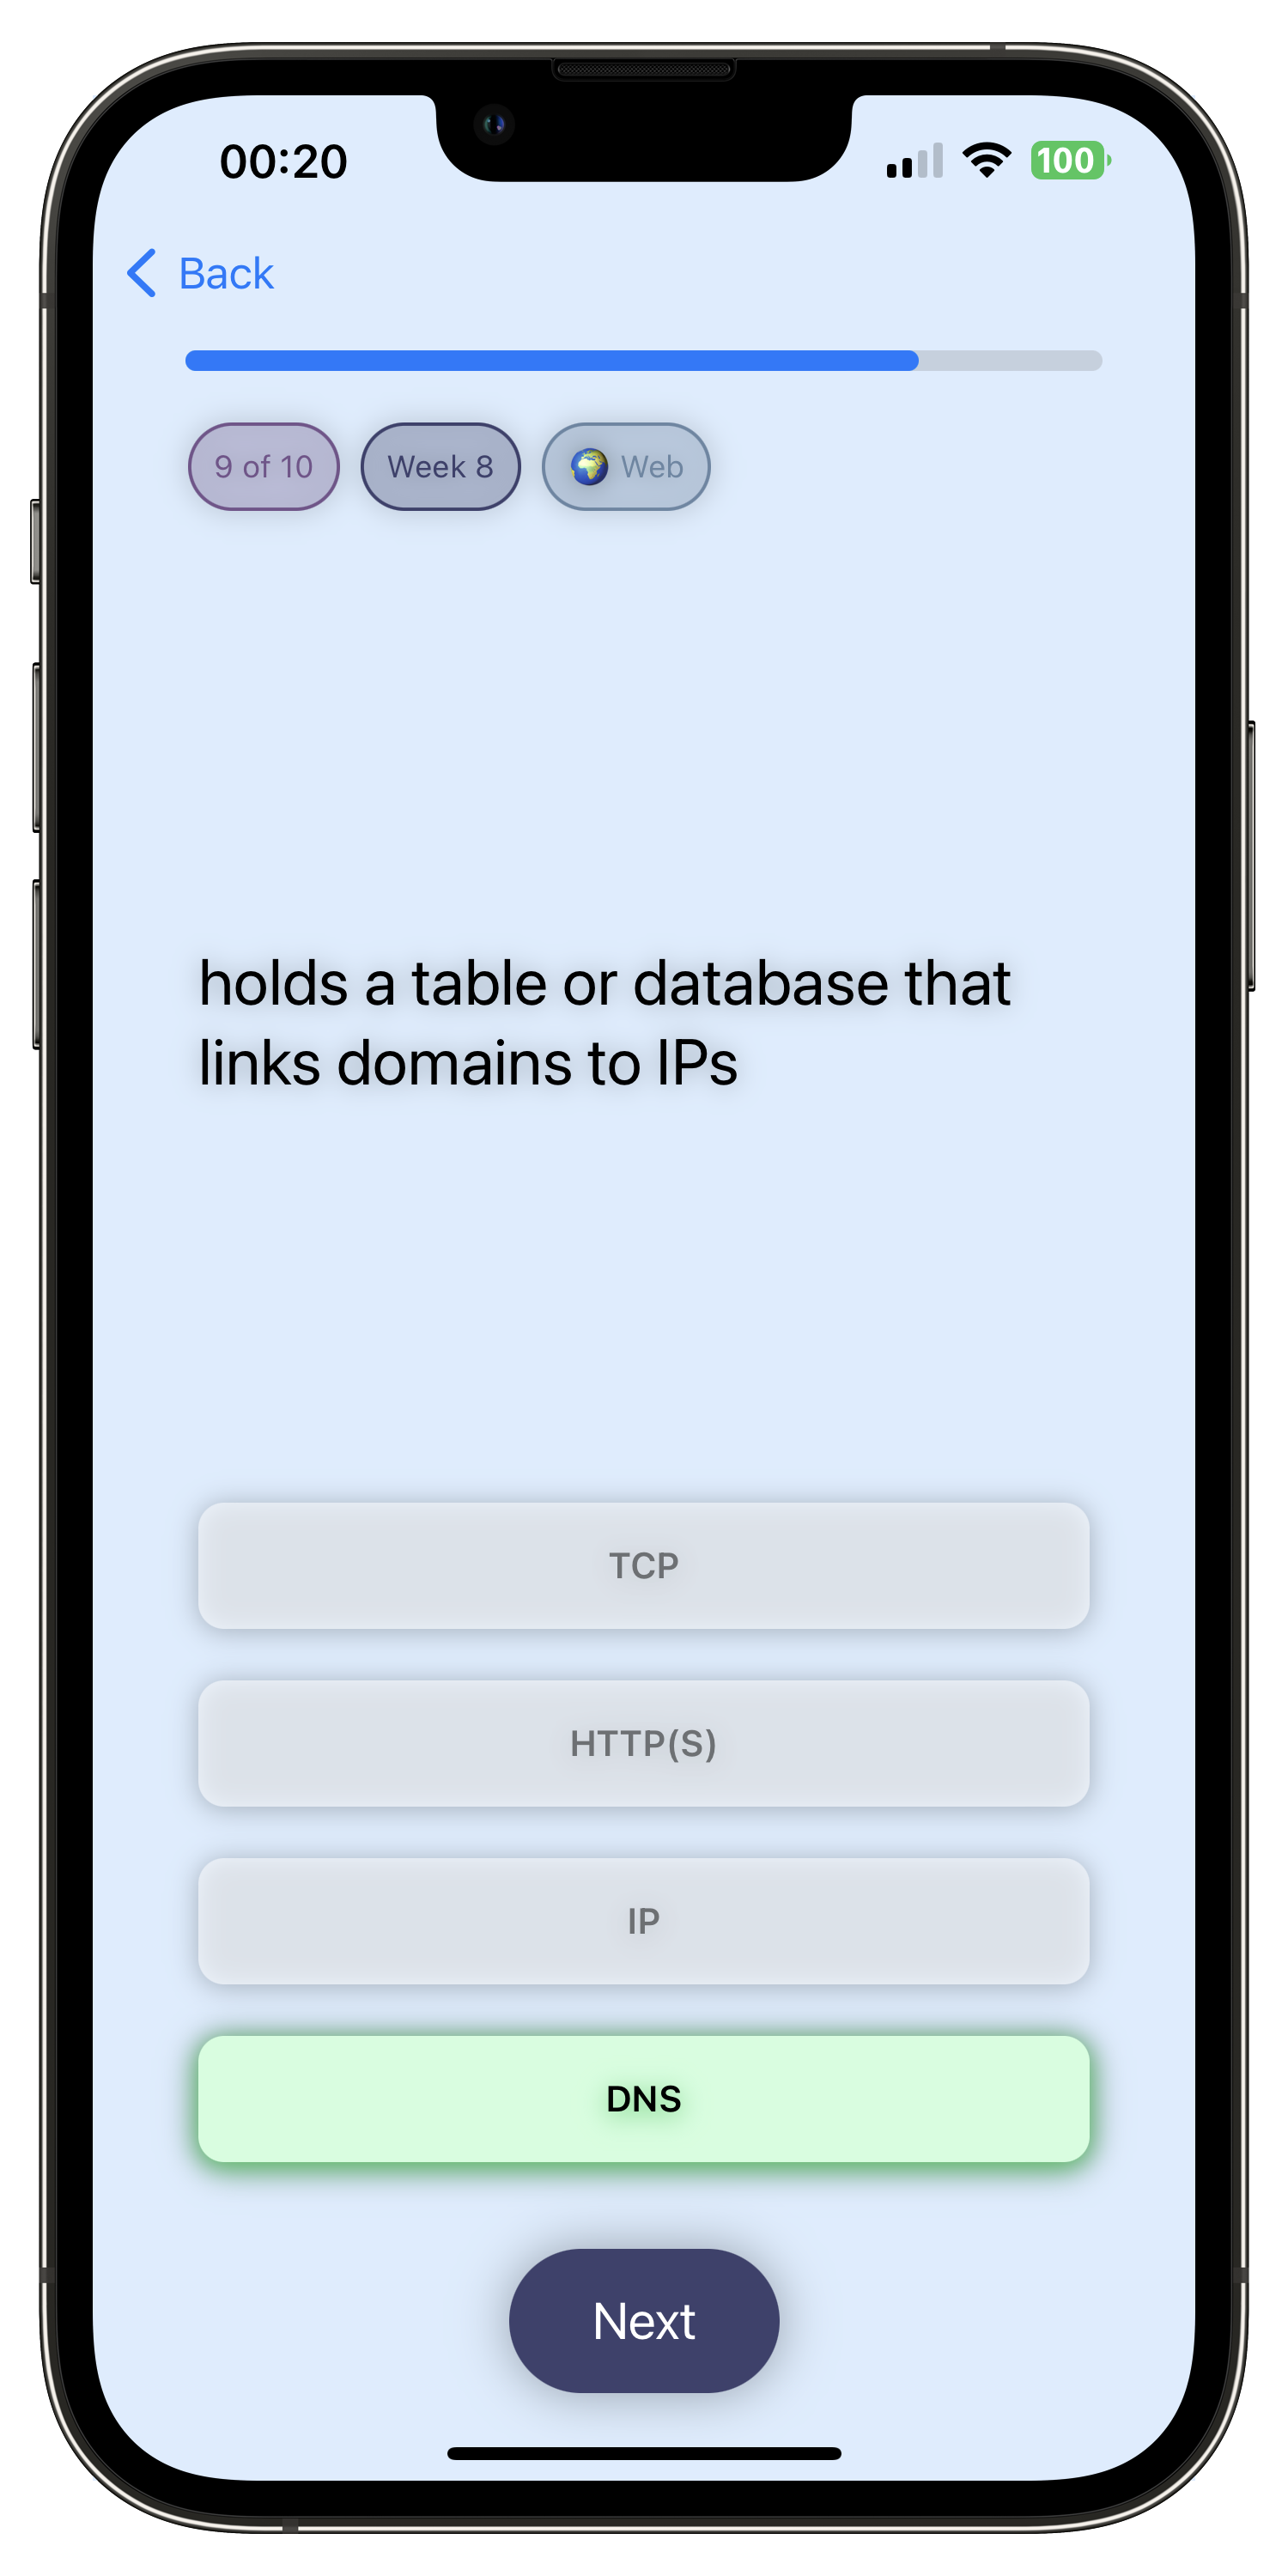 00:20
100
Back
9 of 10
Week 8
Web
holds a table or database that
links domains to IPs
TCP
HTTP(S)
IP
DNS
Next